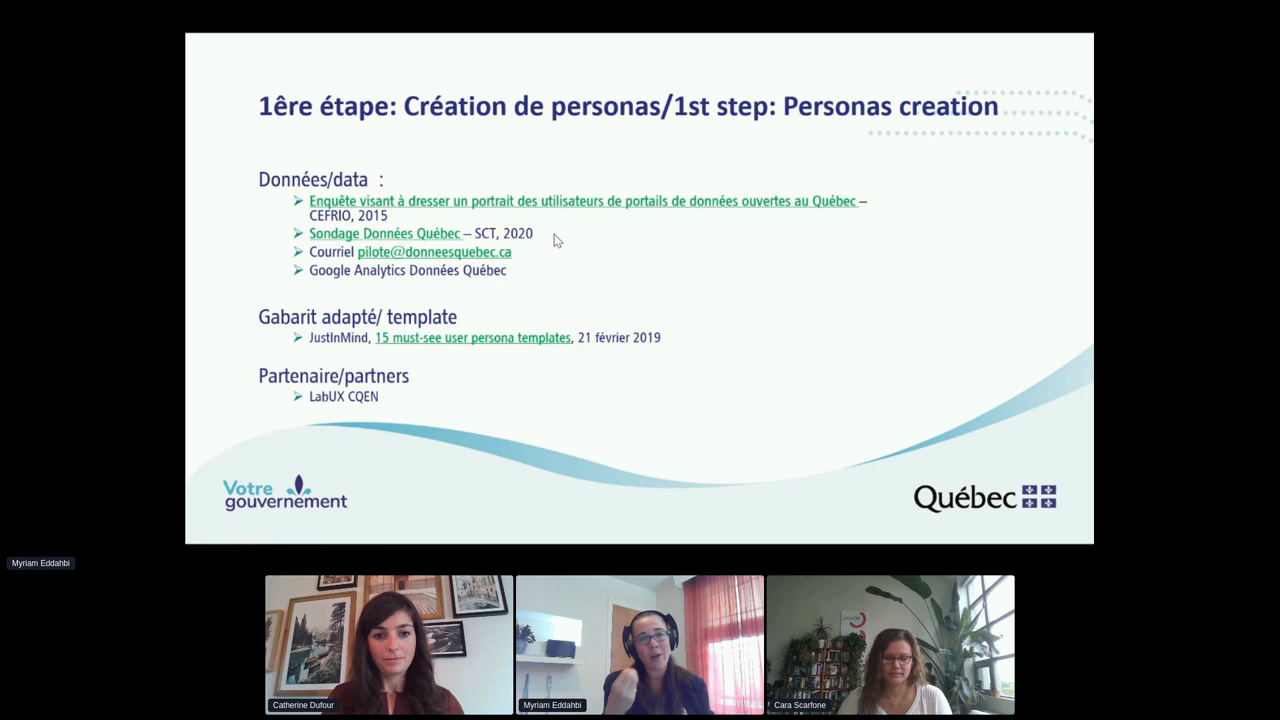 1êre étape: Création de personas/1st step: Personas creation
Données/data :
Enquête visant à dresser un portrait des utilisateurs de portails de données ouvertes au Québec –
CEFRIO, 2015
Sondage Données Québec – SCT, 2020
Courriel pilote@donneesquebec.ca
Google Analytics Données Québec
Gabarit adapté/ template
JustInMind, 15 must-see user persona templates, 21 février 2019
Partenaire/partners
LabUX CQEN
Votre
gouvernement
Québec
Myriam Eddahbi
Catherine Dufour
Myriam Eddahbi
Cara Scarfone